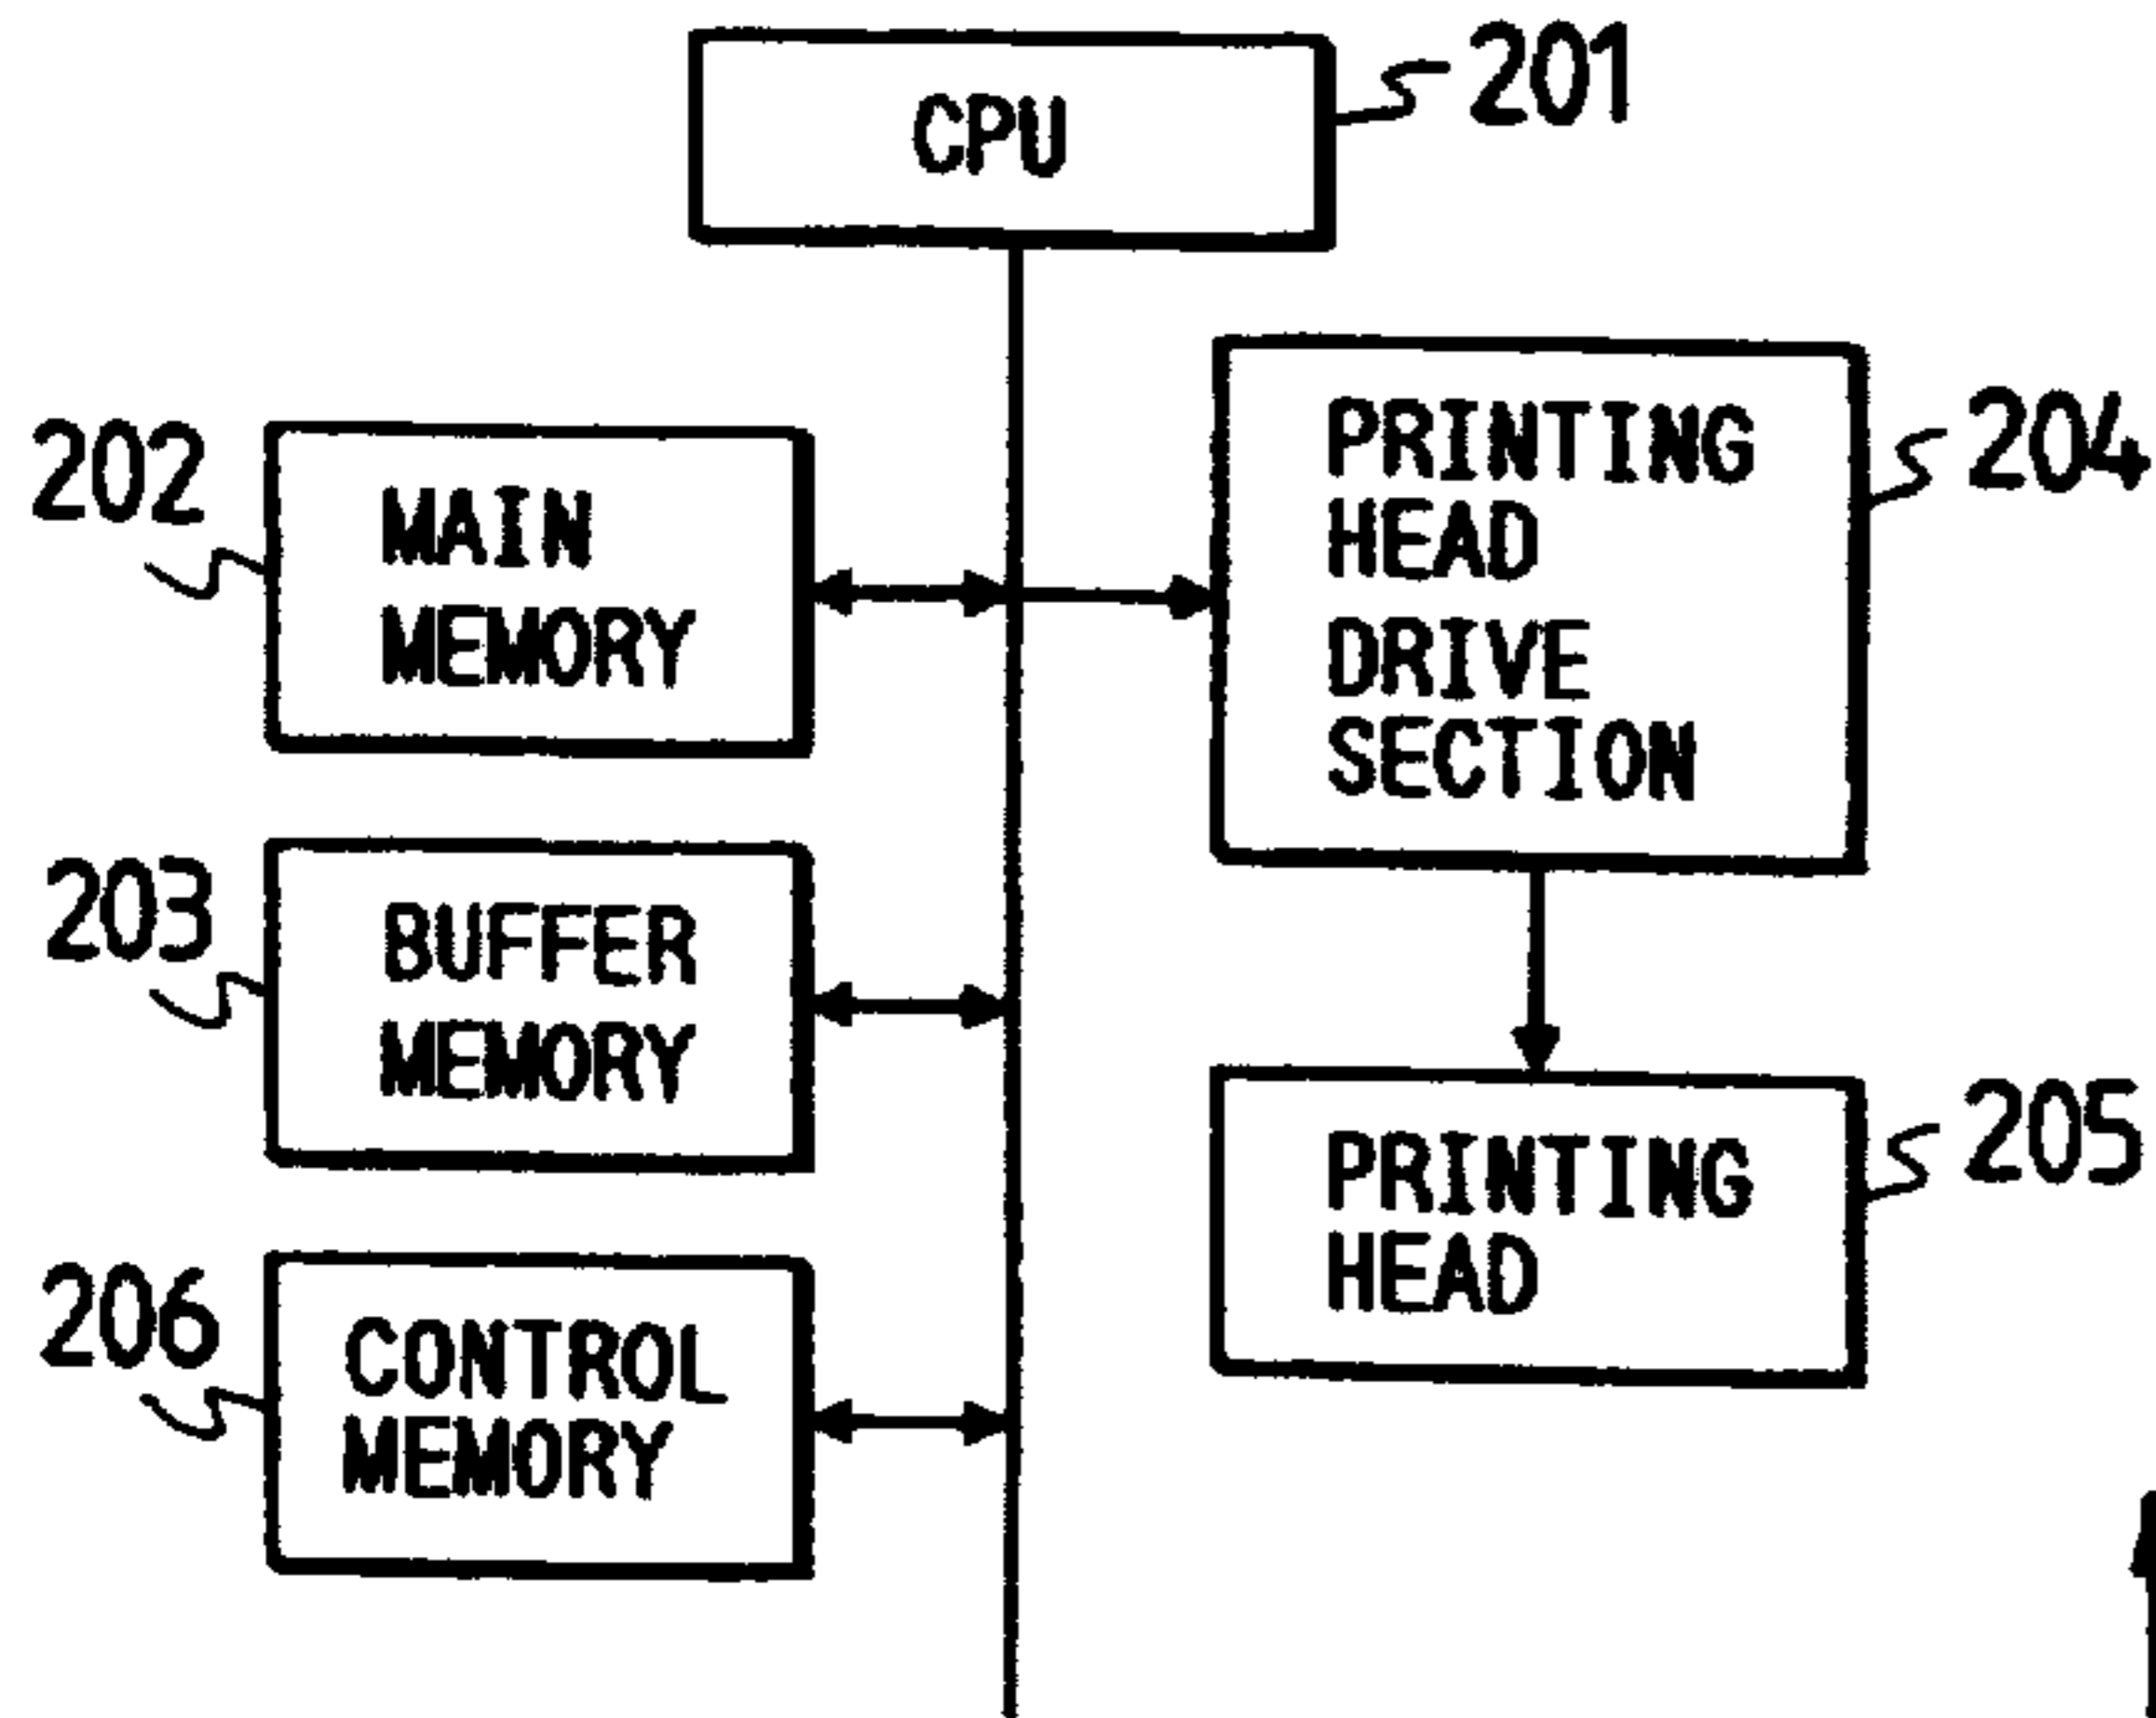 CPU
201
202
MAIN
MEMORY
PRINTING
HEAD
DRIVE
SECTION
204
203
BUFFER
MEMORY
PRINTING
HEAD
205
206
CONTROL
MEMORY